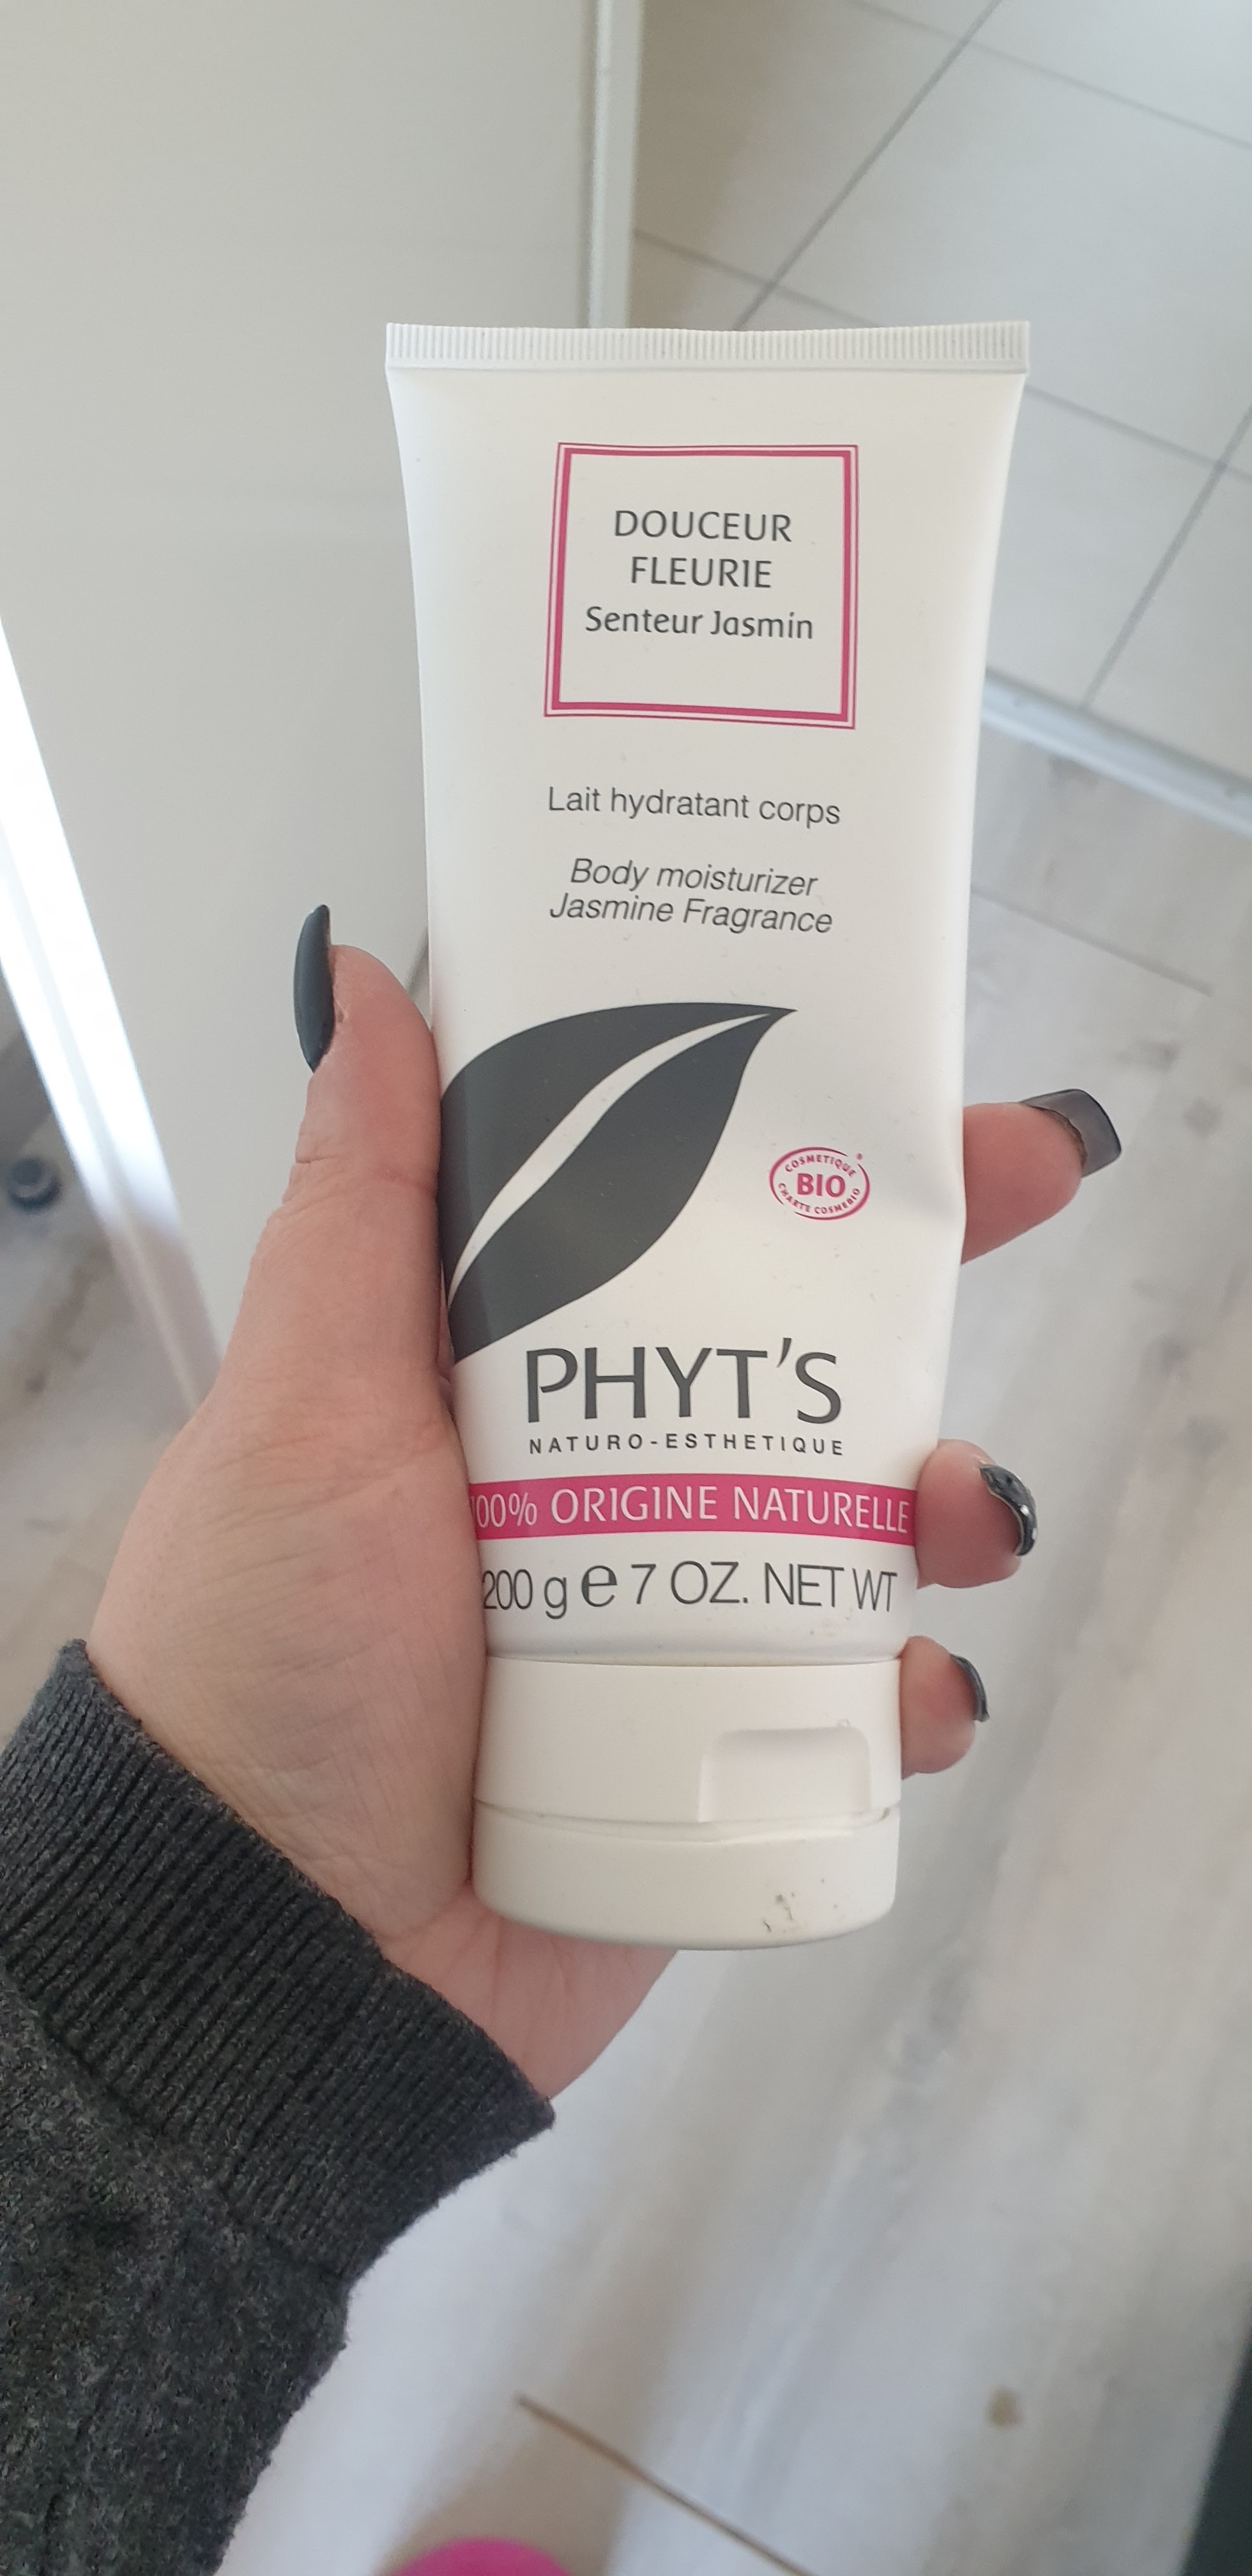 DOUCEUR
FLEURIE
Senteur Jasmin
Lait hydratant corps
Body moisturizer
Jasmine Fragrance
COSMETIQUE
BIO
CHARTE COSMEBIO
PHYT'S
NATURO-ESTHETIQUE
100% ORIGINE NATURELLE
200 g e 7 OZ. NET WT